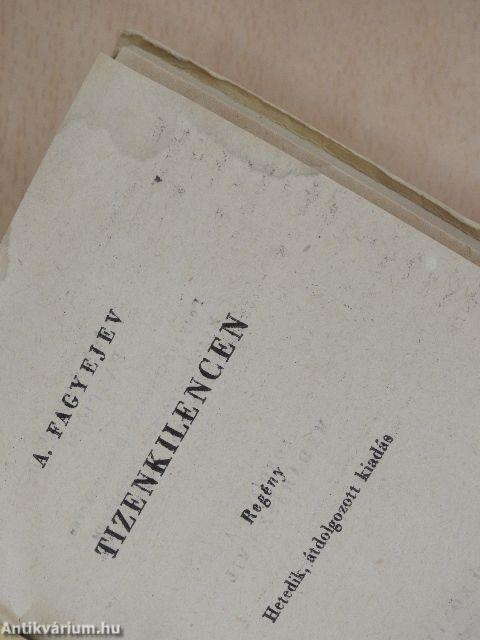 A. FAGYEJEV
TIZENKILENCEN
Regény
Hetedik, átdolgozott kiadás
Antikvárium.hu